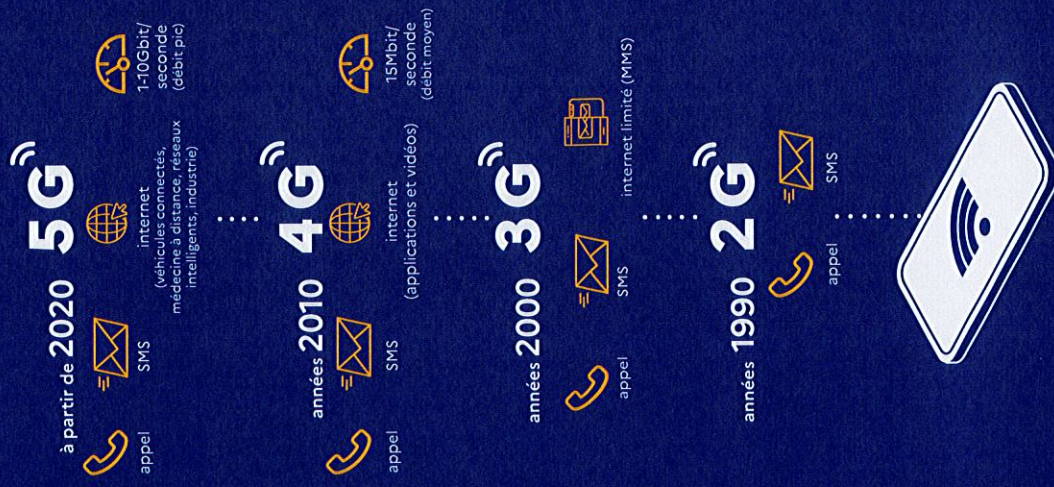 à partir de 2020 5G
appel
SMS
internet
(véhicules connectés,
médecine à distance, réseaux
intelligents, industrie)
1-10Gbit/
seconde
(débit pic)
années 2010 4G
appel
SMS
internet
(applications et vidéos)
15Mbit/
seconde
(débit moyen)
années 2000 3G
appel
SMS
internet limité (MMS)
années 1990 2G
appel
SMS